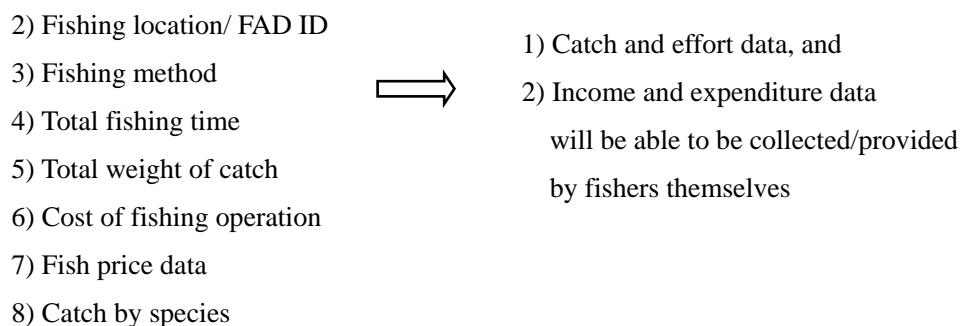 2) Fishing location/ FAD ID
3) Fishing method
4) Total fishing time
5) Total weight of catch
6) Cost of fishing operation
7) Fish price data
8) Catch by species
1) Catch and effort data, and
2) Income and expenditure data
will be able to be collected/provided
by fishers themselves